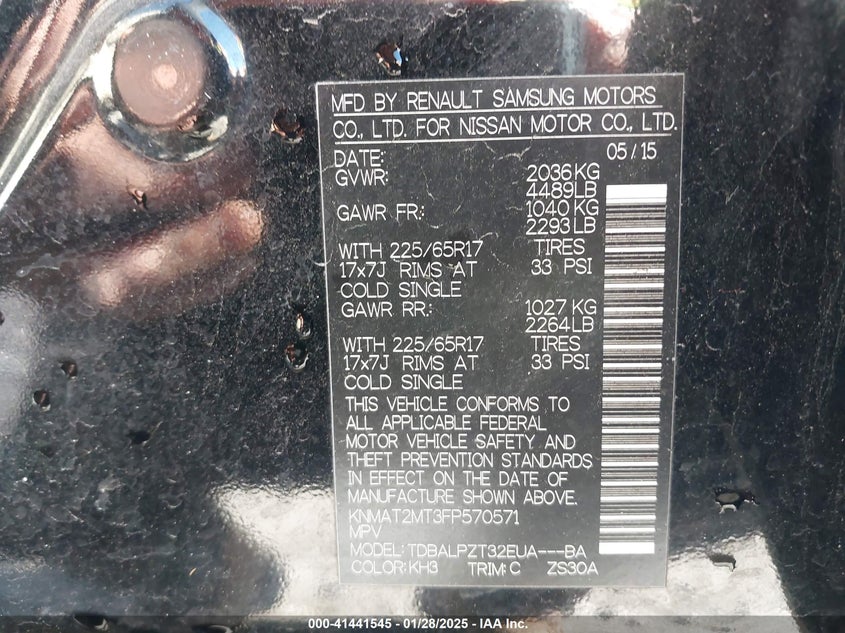 MFD BY RENAULT SAMSUNG MOTORS
CO., LTD. FOR NISSAN MOTOR CO., LTD.
DATE: 05/15
GVWR: 2036KG
4489LB
GAWR FR: 1040KG
2293LB
WITH 225/65R17 TIRES
17x7J RIMS AT 33 PSI
COLD SINGLE
GAWR RR: 1027 KG
2264LB
WITH 225/65R17 TIRES
17x7J RIMS AT 33 PSI
COLD SINGLE
THIS VEHICLE CONFORMS TO
ALL APPLICABLE FEDERAL
MOTOR VEHICLE SAFETY AND
THEFT PREVENTION STANDARDS
IN EFFECT ON THE DATE OF
MANUFACTURE SHOWN ABOVE.
KNMAT2MT3FP570571
MPV
MODEL: TDBALPZT32EUA---BA
COLOR: KH3 TRIM: C ZS30A
000-41441545 - 01/28/2025 - IAA Inc.